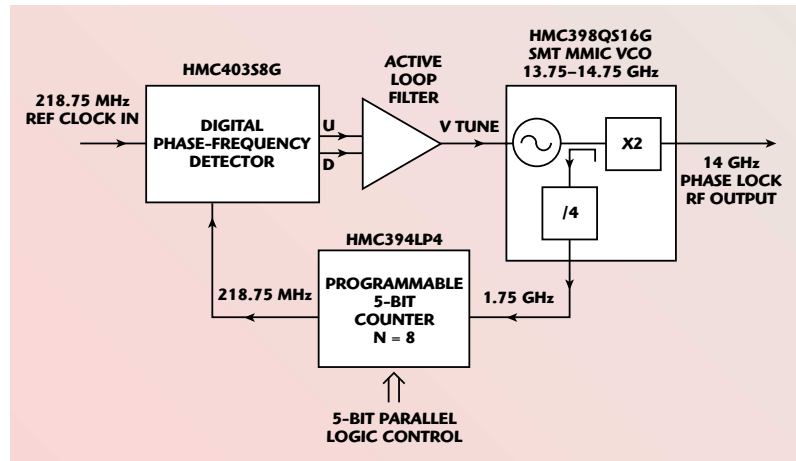 HMC403S8G
218.75 MHz
REF CLOCK IN
DIGITAL
PHASE-FREQUENCY
DETECTOR
U
D
ACTIVE
LOOP
FILTER
V TUNE
HMC398QS16G
SMT MMIC VCO
13.75–14.75 GHz
X2
/4
14 GHz
PHASE LOCK
RF OUTPUT
HMC394LP4
218.75 MHz
PROGRAMMABLE
5-BIT
COUNTER
N = 8
1.75 GHz
5-BIT PARALLEL
LOGIC CONTROL